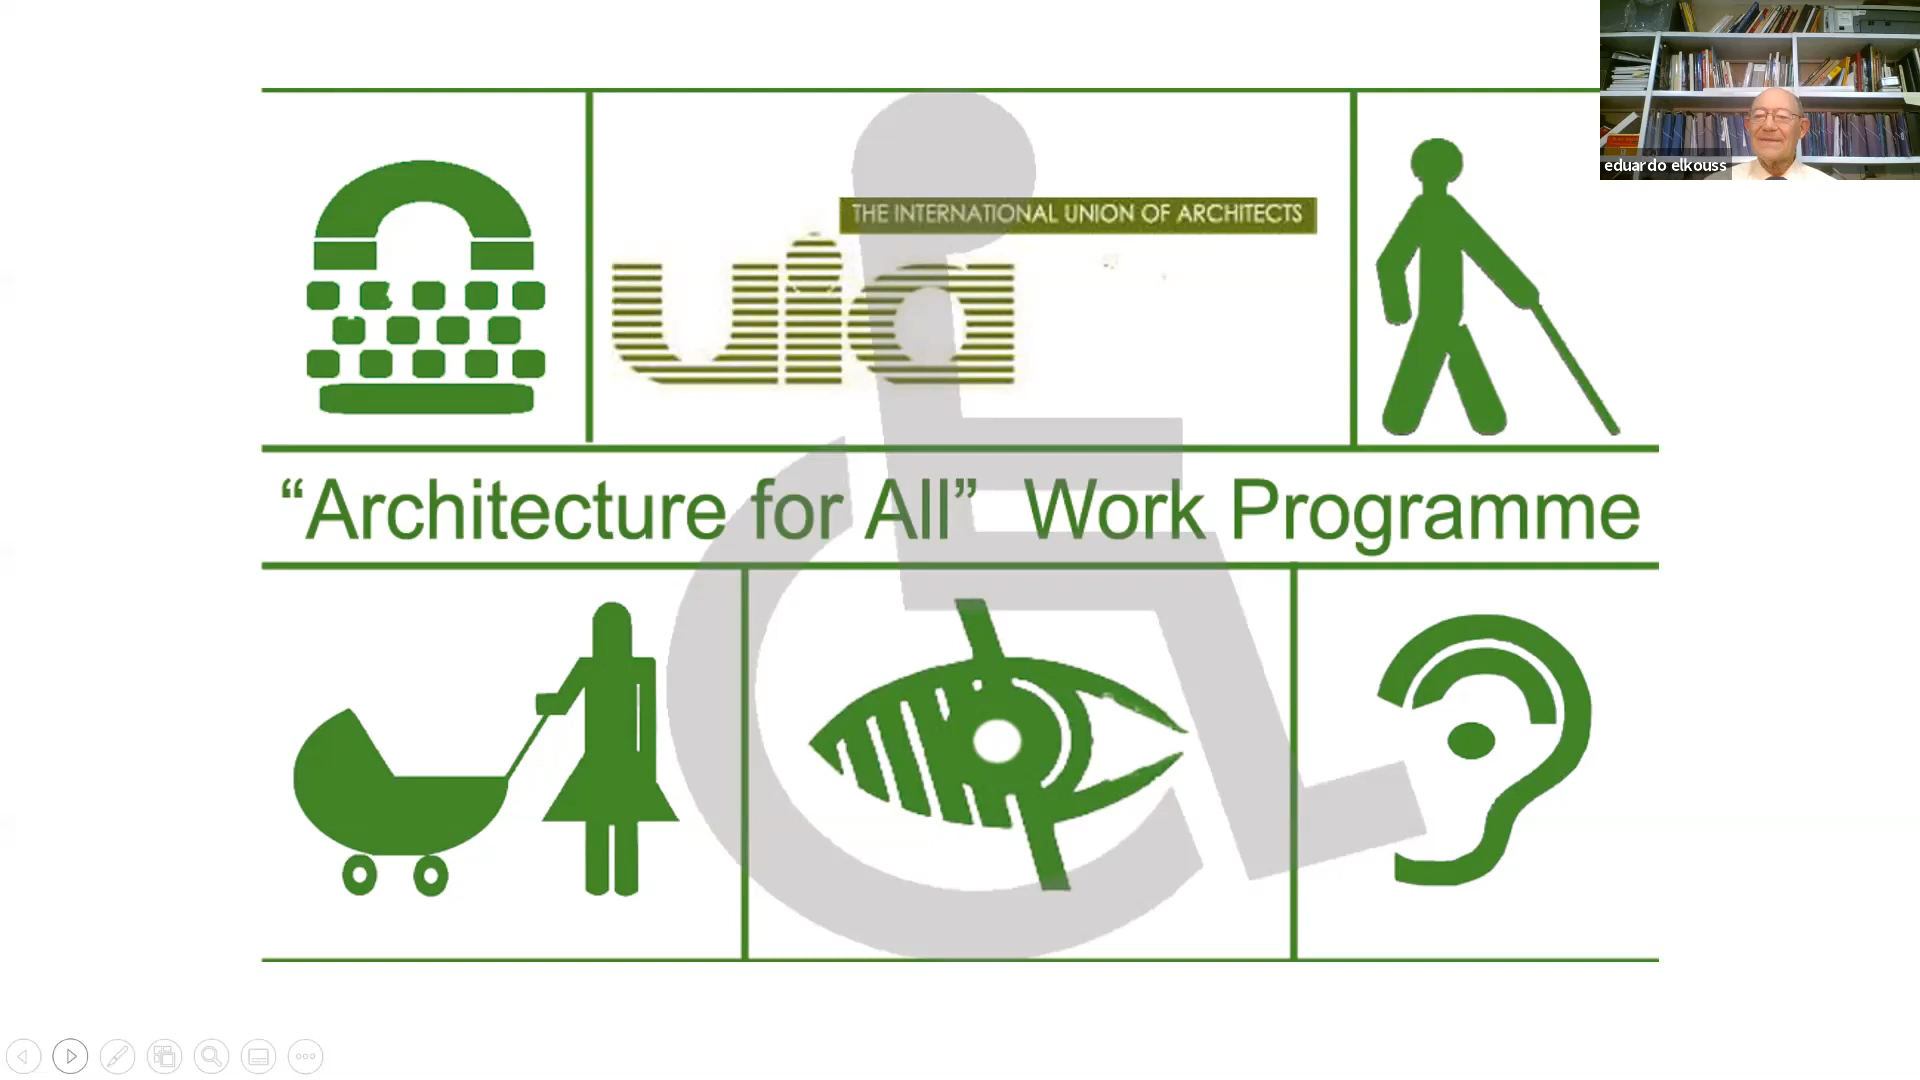 eduardo elkouss
THE INTERNATIONAL UNION OF ARCHITECTS
uia
“Architecture for All” Work Programme